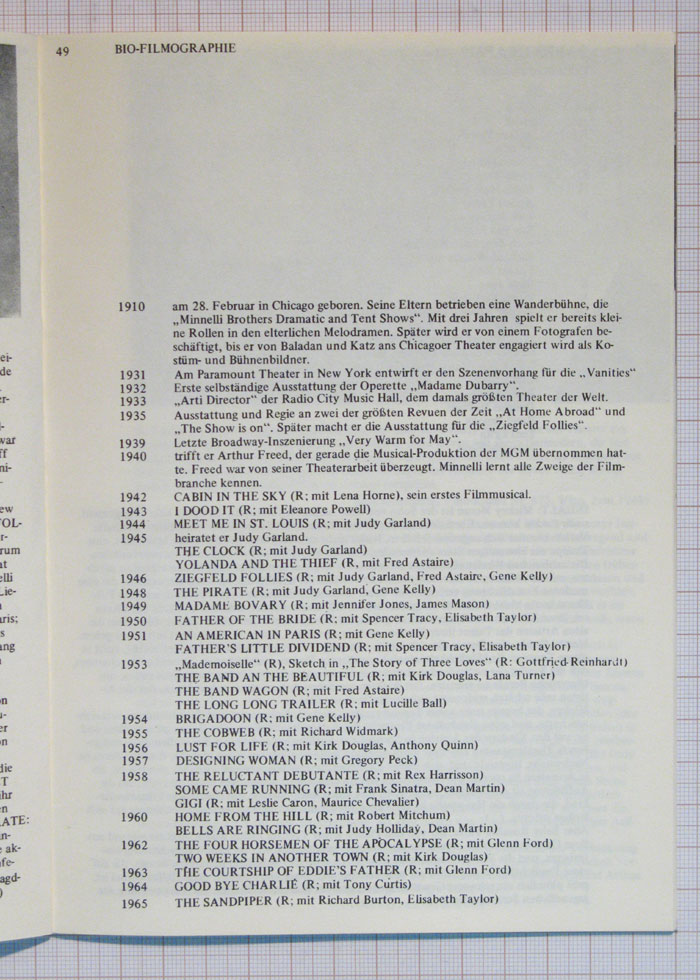 49 BIO-FILMOGRAPHIE
1910 am 28. Februar in Chicago geboren. Seine Eltern betrieben eine Wanderbühne, die
„Minnelli Brothers Dramatic and Tent Shows“. Mit drei Jahren spielt er bereits klei-
ne Rollen in den elterlichen Melodramen. Später wird er von einem Fotografen be-
schäftigt, bis er von Baladan und Katz ans Chicagoer Theater engagiert wird als Ko-
stüm- und Bühnenbildner.
1931 Am Paramount Theater in New York entwirft er den Szenenvorhang für die „Vanities“
1932 Erste selbständige Ausstattung der Operette „Madame Dubarry“.
1933 „Arti Director“ der Radio City Music Hall, dem damals größten Theater der Welt.
1935 Ausstattung und Regie an zwei der größten Revuen der Zeit „At Home Abroad“ und
„The Show is on“. Später macht er die Ausstattung für die „Ziegfeld Follies“.
1939 Letzte Broadway-Inszenierung „Very Warm for May“.
1940 trifft er Arthur Freed, der gerade die Musical-Produktion der MGM übernommen hat-
te. Freed war von seiner Theaterarbeit überzeugt. Minnelli lernt alle Zweige der Film-
branche kennen.
1942 CABIN IN THE SKY (R; mit Lena Horne), sein erstes Filmmusical.
1943 I DOOD IT (R; mit Eleanore Powell)
1944 MEET ME IN ST. LOUIS (R; mit Judy Garland)
1945 heiratet er Judy Garland.
THE CLOCK (R; mit Judy Garland)
YOLANDA AND THE THIEF (R, mit Fred Astaire)
1946 ZIEGFELD FOLLIES (R; mit Judy Garland, Fred Astaire, Gene Kelly)
1948 THE PIRATE (R; mit Judy Garland, Gene Kelly)
1949 MADAME BOVARY (R; mit Jennifer Jones, James Mason)
1950 FATHER OF THE BRIDE (R; mit Spencer Tracy, Elisabeth Taylor)
1951 AN AMERICAN IN PARIS (R; mit Gene Kelly)
FATHER'S LITTLE DIVIDEND (R; mit Spencer Tracy, Elisabeth Taylor)
1953 „Mademoiselle“ (R), Sketch in „The Story of Three Loves“ (R: Gottfried Reinhardt)
THE BAND AN THE BEAUTIFUL (R; mit Kirk Douglas, Lana Turner)
THE BAND WAGON (R; mit Fred Astaire)
THE LONG LONG TRAILER (R; mit Lucille Ball)
1954 BRIGADOON (R; mit Gene Kelly)
1955 THE COBWEB (R; mit Richard Widmark)
1956 LUST FOR LIFE (R; mit Kirk Douglas, Anthony Quinn)
1957 DESIGNING WOMAN (R; mit Gregory Peck)
1958 THE RELUCTANT DEBUTANTE (R; mit Rex Harrisson)
SOME CAME RUNNING (R; mit Frank Sinatra, Dean Martin)
GIGI (R; mit Leslie Caron, Maurice Chevalier)
1960 HOME FROM THE HILL (R; mit Robert Mitchum)
BELLS ARE RINGING (R; mit Judy Holliday, Dean Martin)
1962 THE FOUR HORSEMEN OF THE APOCALYPSE (R; mit Glenn Ford)
TWO WEEKS IN ANOTHER TOWN (R; mit Kirk Douglas)
1963 THE COURTSHIP OF EDDIE'S FATHER (R; mit Glenn Ford)
1964 GOOD BYE CHARLIE (R; mit Tony Curtis)
1965 THE SANDPIPER (R; mit Richard Burton, Elisabeth Taylor)